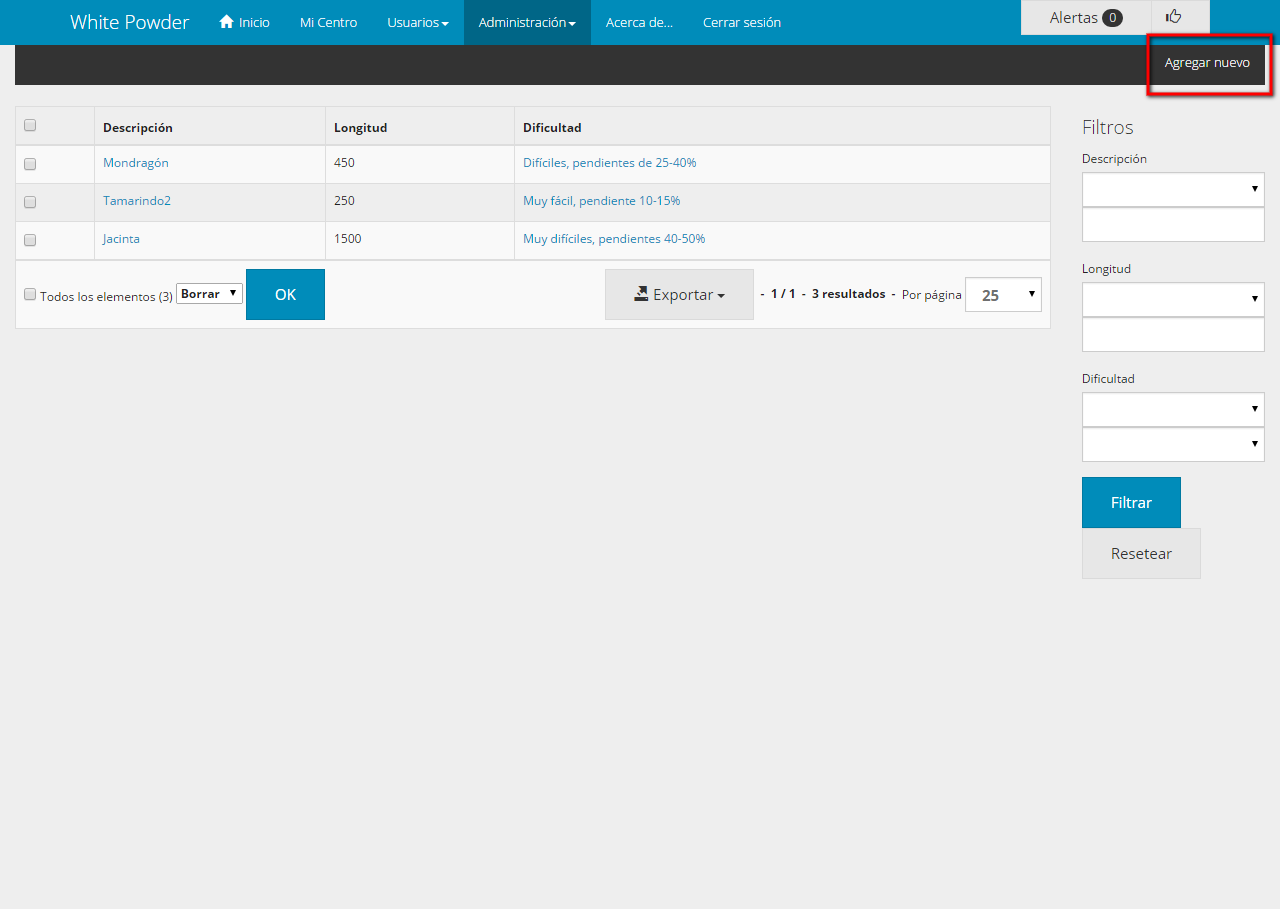 White Powder Inicio Mi Centro Usuarios Administración Acerca de... Cerrar sesión Alertas 0
Agregar nuevo
Descripción Longitud Dificultad
Mondragón 450 Difíciles, pendientes de 25-40%
Tamarindo2 250 Muy fácil, pendiente 10-15%
Jacinta 1500 Muy difíciles, pendientes 40-50%
Todos los elementos (3) Borrar OK Exportar - 1 / 1 - 3 resultados - Por página 25
Filtros
Descripción
Longitud
Dificultad
Filtrar
Resetear